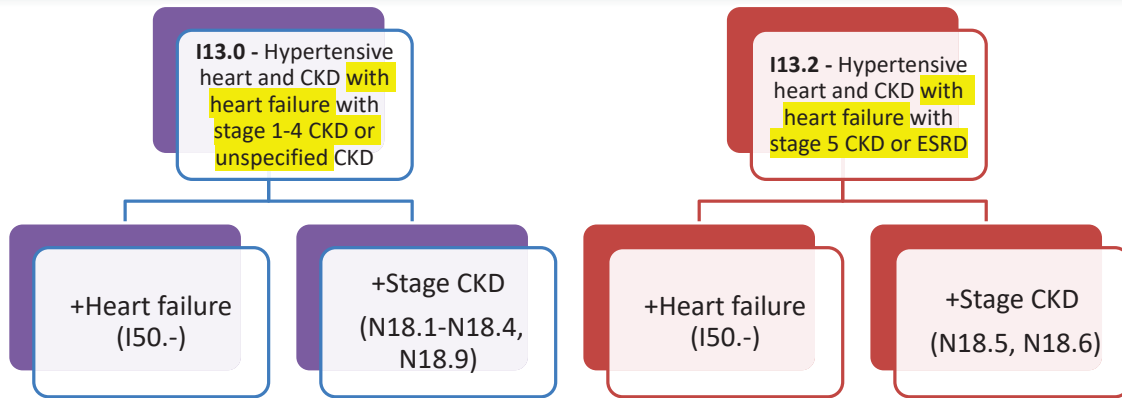 I13.0 - Hypertensive
heart and CKD with
heart failure with
stage 1-4 CKD or
unspecified CKD
I13.2 - Hypertensive
heart and CKD with
heart failure with
stage 5 CKD or ESRD
+Heart failure
(I50.-)
+Stage CKD
(N18.1-N18.4,
N18.9)
+Heart failure
(I50.-)
+Stage CKD
(N18.5, N18.6)